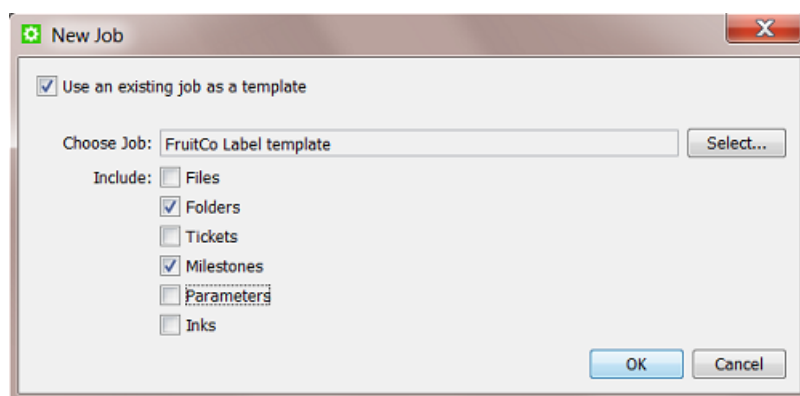 New Job
Use an existing job as a template
Choose Job: FruitCo Label template Select...
Include: Files
Folders
Tickets
Milestones
Parameters
Inks
OK Cancel